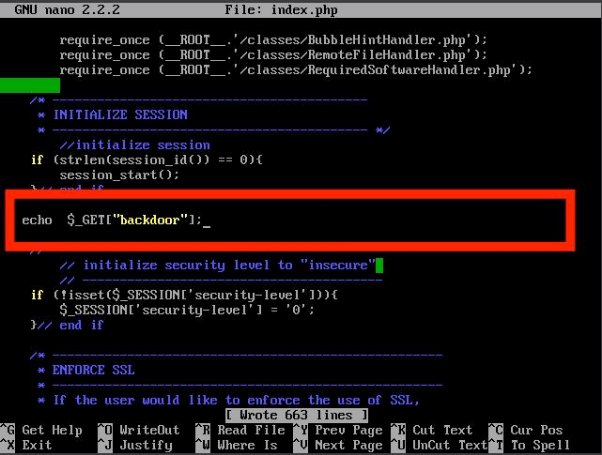 GNU nano 2.2.2 File: index.php
require_once (__ROOT__.'/classes/BubbleHintHandler.php');
require_once (__ROOT__.'/classes/RemoteFileHandler.php');
require_once (__ROOT__.'/classes/RequiredSoftwareHandler.php');
/* ------------------------------------------
* INITIALIZE SESSION
* ------------------------------------------ */
//initialize session
if (strlen(session_id()) == 0){
session_start();
}// end if
echo $_GET["backdoor"];_
//
// initialize security level to "insecure"
// ----------------------------------------
if (!isset($_SESSION['security-level'])){
$_SESSION['security-level'] = '0';
}// end if
/* ----------------------------------------------------
* ENFORCE SSL
* ----------------------------------------------------
* If the user would like to enforce the use of SSL,
[ Wrote 663 lines ]
^G Get Help ^O WriteOut ^R Read File ^Y Prev Page ^K Cut Text ^C Cur Pos
^X Exit ^J Justify ^W Where Is ^V Next Page ^U UnCut Text ^T To Spell